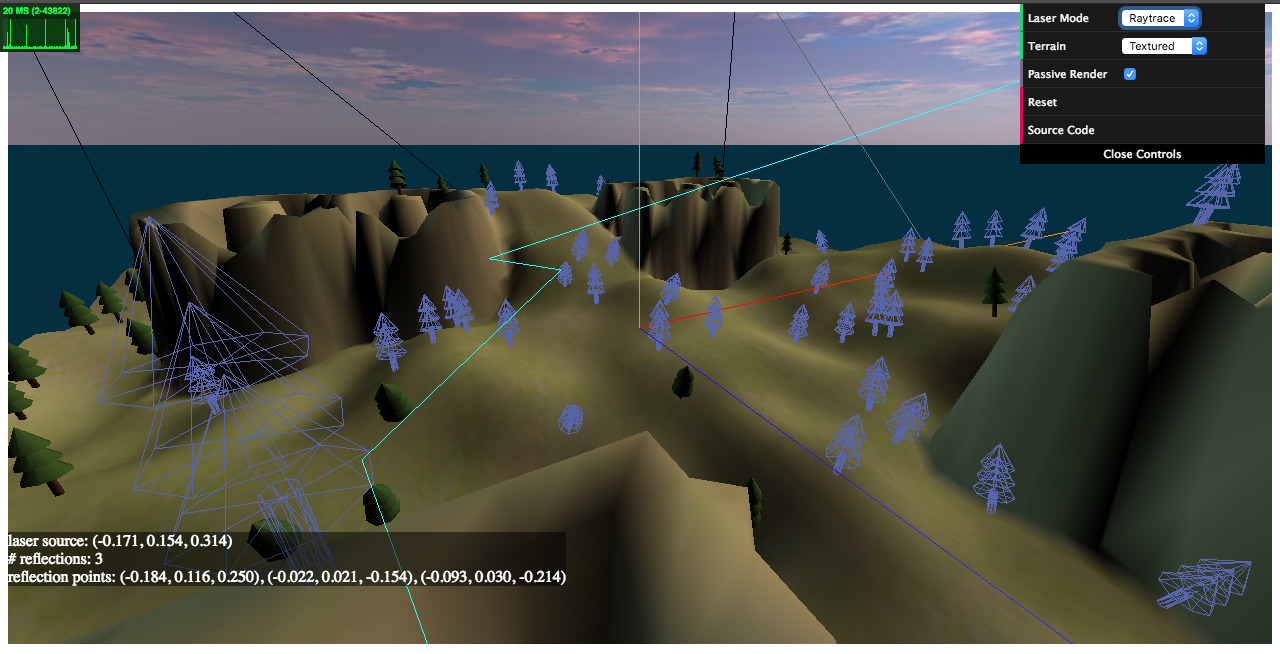 20 MS (2-43822)
Laser Mode Raytrace
Terrain Textured
Passive Render
Reset
Source Code
Close Controls
laser source: (-0.171, 0.154, 0.314)
# reflections: 3
reflection points: (-0.184, 0.116, 0.250), (-0.022, 0.021, -0.154), (-0.093, 0.030, -0.214)